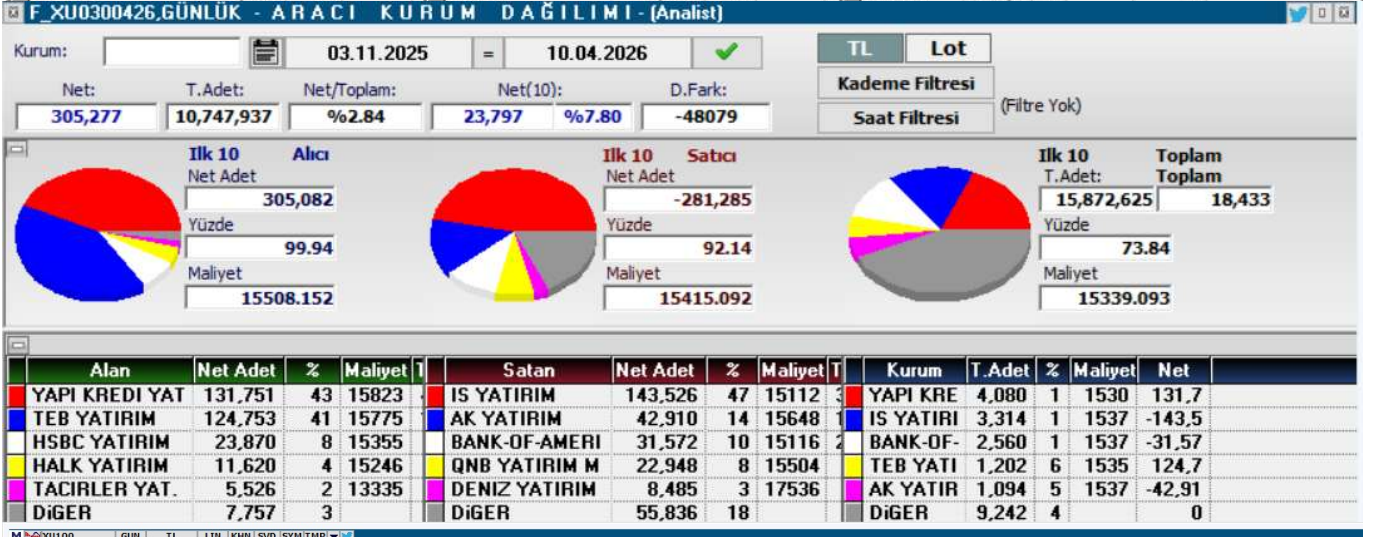 F_XU0300426,GÜNLÜK - ARACI KURUM DAĞILIMI - (Analist)
Kurum: 03.11.2025 = 10.04.2026 TL Lot
Kademe Filtresi
Net: T.Adet: Net/Toplam: Net(10): D.Fark:
305,277 10,747,937 %2.84 23,797 %7.80 -48079 Saat Filtresi (Filtre Yok)
Ilk 10 Alıcı Ilk 10 Satıcı Ilk 10 Toplam
Net Adet Net Adet T.Adet: Toplam
305,082 -281,285 15,872,625 18,433
Yüzde Yüzde Yüzde
99.94 92.14 73.84
Maliyet Maliyet Maliyet
15508.152 15415.092 15339.093
Alan Net Adet % Maliyet T Satan Net Adet % Maliyet T Kurum T.Adet % Maliyet Net
YAPI KREDI YAT 131,751 43 15823 IS YATIRIM 143,526 47 15112 YAPI KRE 4,080 1 1530 131,7
TEB YATIRIM 124,753 41 15775 AK YATIRIM 42,910 14 15648 IS YATIRI 3,314 1 1537 -143,5
HSBC YATIRIM 23,870 8 15355 BANK-OF-AMERI 31,572 10 15116 BANK-OF- 2,560 1 1537 -31,57
HALK YATIRIM 11,620 4 15246 QNB YATIRIM M 22,948 8 15504 TEB YATI 1,202 6 1535 124,7
TACIRLER YAT. 5,526 2 13335 DENIZ YATIRIM 8,485 3 17536 AK YATIR 1,094 5 1537 -42,91
DiGER 7,757 3 DiGER 55,836 18 DiGER 9,242 4 0